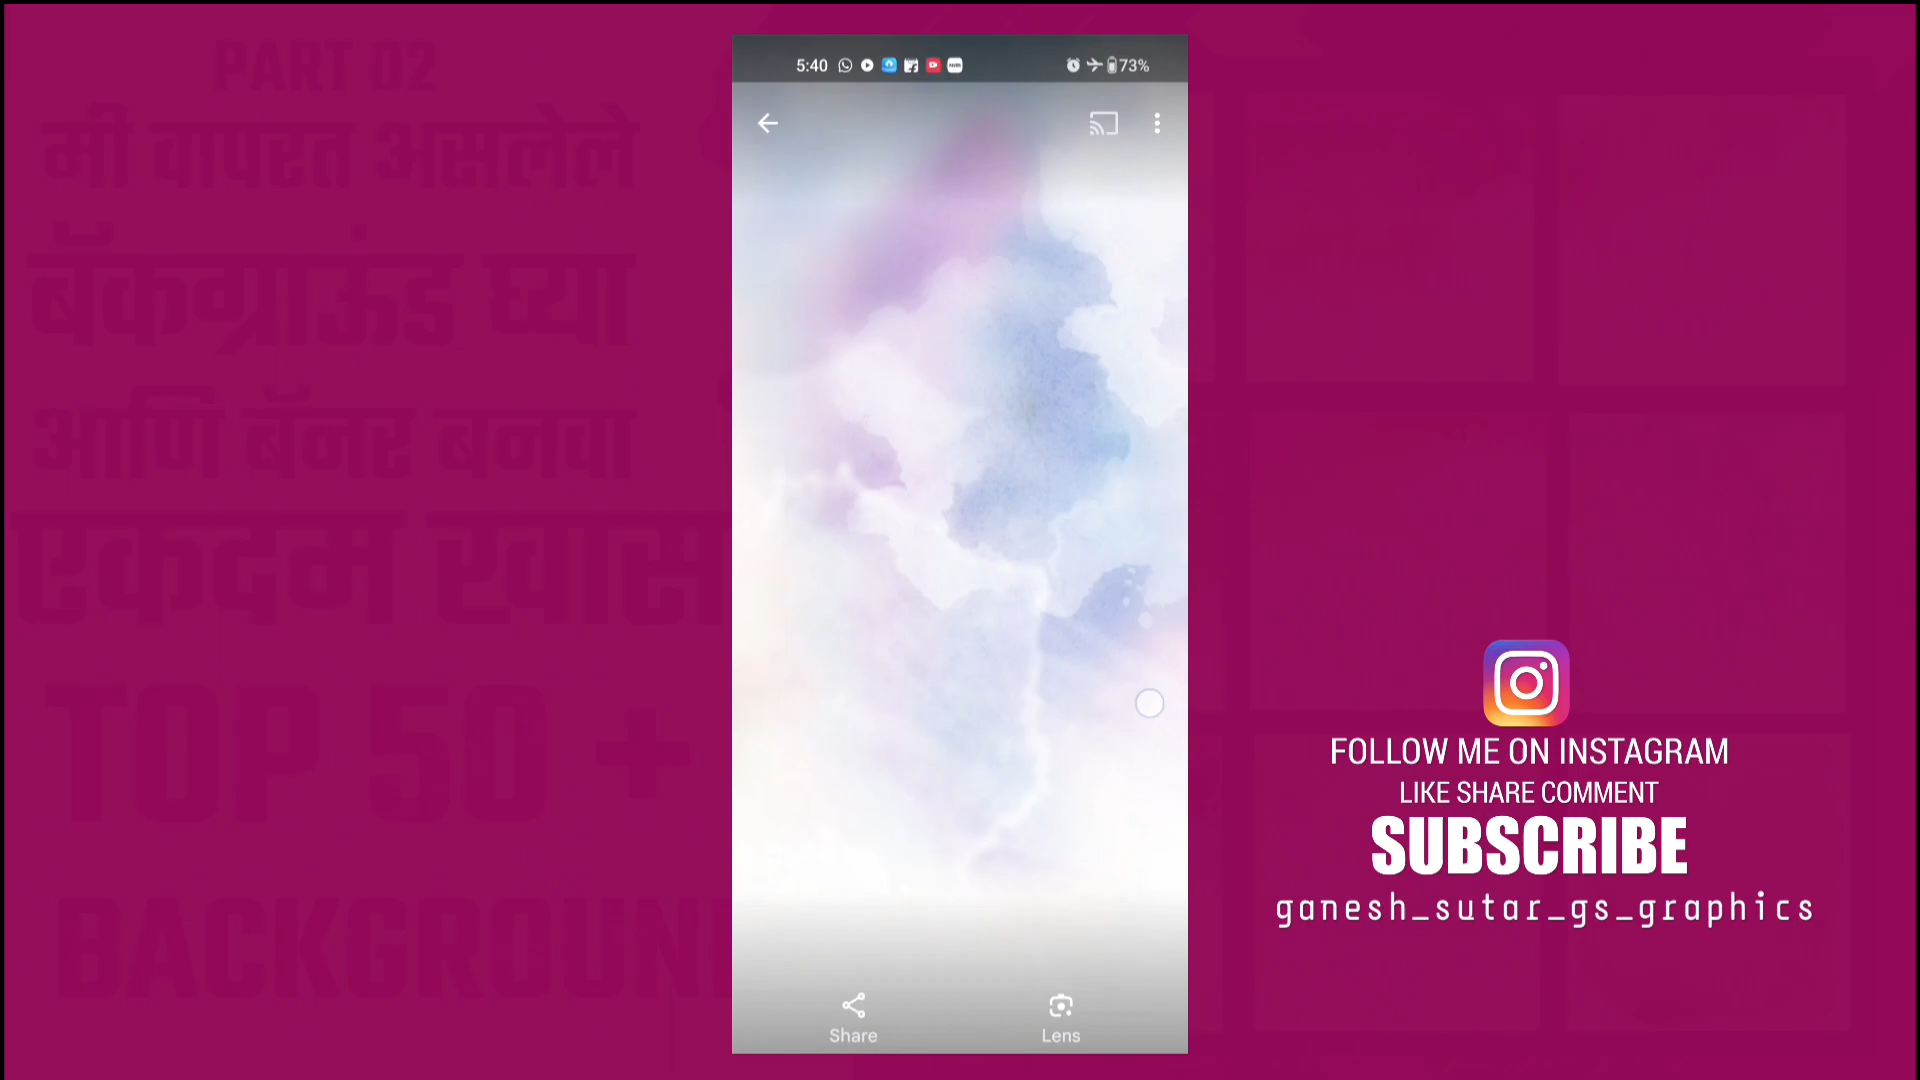 PART 02
मी वापरत असलेले
बॅकग्राऊंड घ्या
आणि बॅनर बनवा
एकदम खास
TOP 50 +
BACKGROUN
5:40
73%
Share
Lens
FOLLOW ME ON INSTAGRAM
LIKE SHARE COMMENT
SUBSCRIBE
ganesh_sutar_gs_graphics